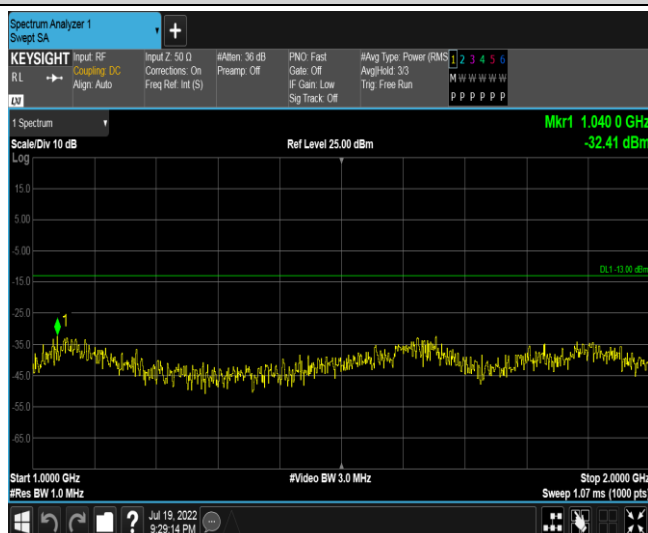 Spectrum Analyzer 1
Swept SA
+
KEYSIGHT
RL
LXI
Input: RF
Coupling: DC
Align: Auto
Input Z: 50 Ω
Corrections: On
Freq Ref: Int (S)
#Atten: 36 dB
Preamp: Off
PNO: Fast
Gate: Off
IF Gain: Low
Sig Track: Off
#Avg Type: Power (RMS
Avg|Hold: 3/3
Trig: Free Run
1 2 3 4 5 6
M W W W W W
P P P P P P
1 Spectrum
Mkr1 1.040 0 GHz
Scale/Div 10 dB
Ref Level 25.00 dBm
-32.41 dBm
Log
15.0
5.00
-5.00
DL1 -13.00 dBm
-15.0
-25.0
1
-35.0
-45.0
-55.0
-65.0
Start 1.0000 GHz
#Video BW 3.0 MHz
Stop 2.0000 GHz
#Res BW 1.0 MHz
Sweep 1.07 ms (1000 pts)
?
Jul 19, 2022
9:29:14 PM